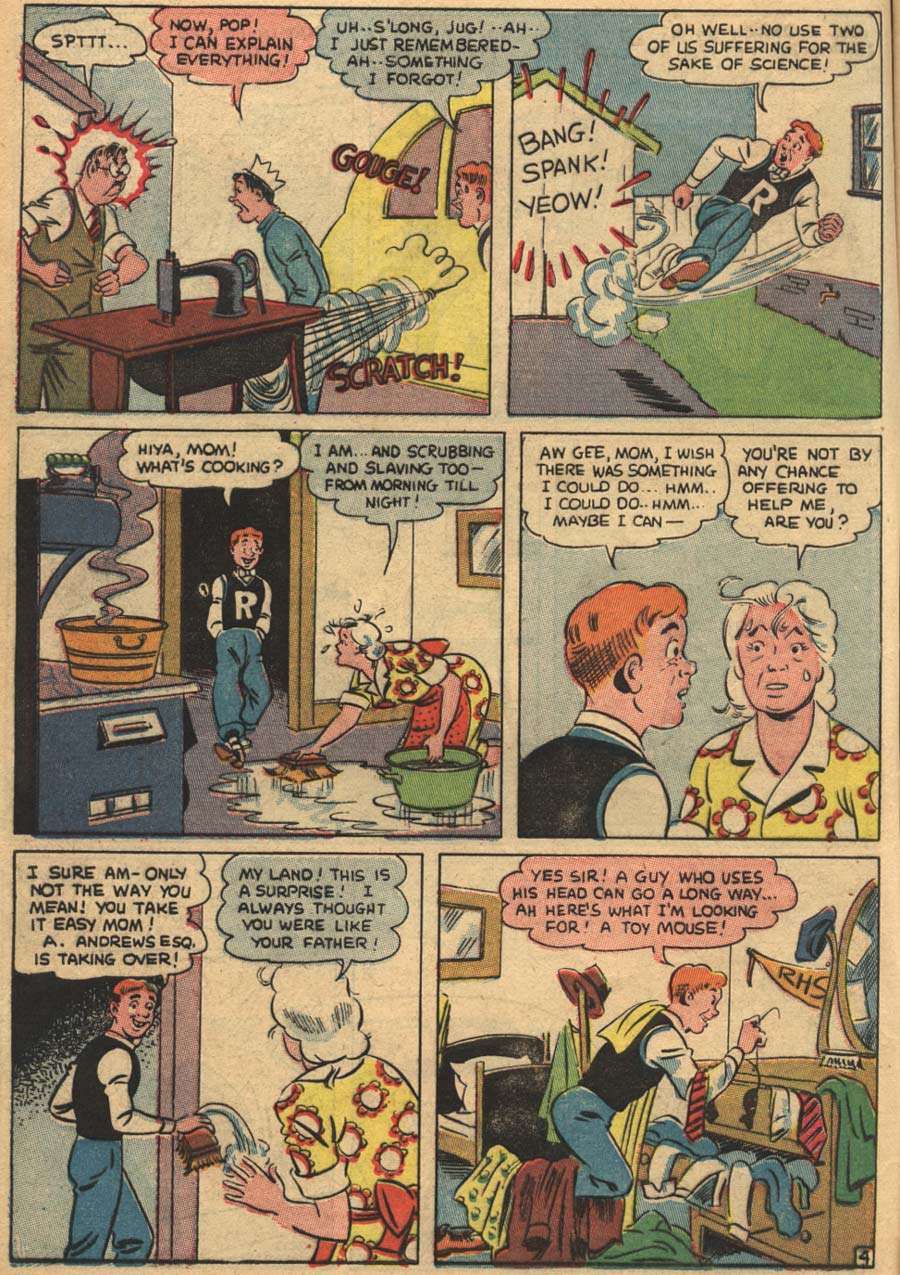 SPTTT...
NOW, POP!
I CAN EXPLAIN
EVERYTHING!
UH--S'LONG, JUG! --AH--
I JUST REMEMBERED-
AH--SOMETHING
I FORGOT!
GOUGE!
SCRATCH!
OH WELL--NO USE TWO
OF US SUFFERING FOR THE
SAKE OF SCIENCE!
BANG!
SPANK!
YEOW!
R
HIYA, MOM!
WHAT'S COOKING?
I AM... AND SCRUBBING
AND SLAVING TOO-
FROM MORNING TILL
NIGHT!
R
AW GEE, MOM, I WISH
THERE WAS SOMETHING
I COULD DO... HMM..
I COULD DO--HMM...
MAYBE I CAN-
YOU'RE NOT BY
ANY CHANCE
OFFERING TO
HELP ME,
ARE YOU?
I SURE AM- ONLY
NOT THE WAY YOU
MEAN! YOU TAKE
IT EASY MOM!
A. ANDREWS ESQ.
IS TAKING OVER!
MY LAND! THIS IS
A SURPRISE! I
ALWAYS THOUGHT
YOU WERE LIKE
YOUR FATHER!
YES SIR! A GUY WHO USES
HIS HEAD CAN GO A LONG WAY...
AH HERE'S WHAT I'M LOOKING
FOR! A TOY MOUSE!
RHS
4